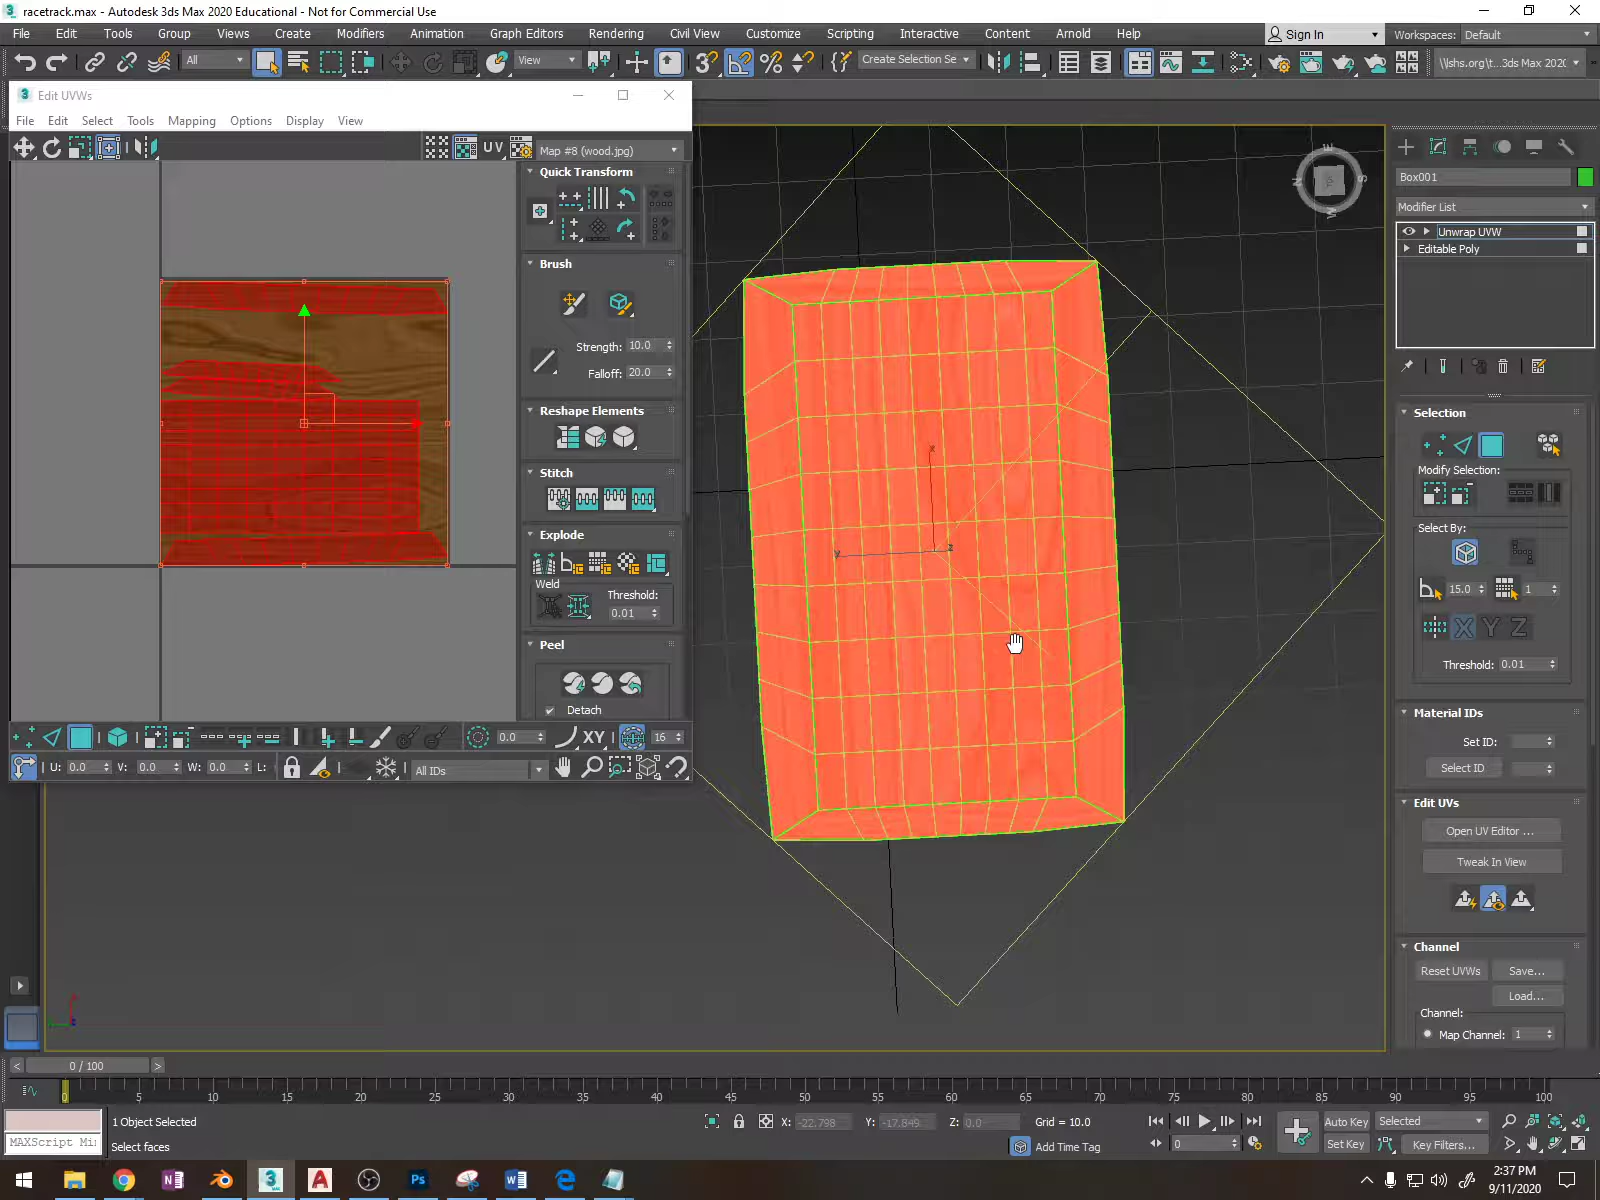 racetrack.max - Autodesk 3ds Max 2020 Educational - Not for Commercial Use
File Edit Tools Group Views Create Modifiers Animation Graph Editors Rendering Civil View Customize Scripting Interactive Content Arnold Help Sign In Workspaces: Default
All View Create Selection Se
Edit UVWs
File Edit Select Tools Mapping Options Display View
UV Map #8 (wood.jpg)
Quick Transform
Brush
Strength: 10.0
Falloff: 20.0
Reshape Elements
Stitch
Explode
Weld
Threshold:
0.01
Peel
Detach
0.0 XY 16
U: 0.0 V: 0.0 W: 0.0 L: All IDs
E
N S
W
x
y z
Box001
Modifier List
Unwrap UVW
Editable Poly
Selection
Modify Selection:
Select By:
15.0 1
X Y Z
Threshold: 0.01
Material IDs
Set ID:
Select ID
Edit UVs
Open UV Editor ...
Tweak In View
Channel
Reset UVWs Save...
Load...
Channel:
Map Channel: 1
< 0 / 100 >
0 5 10 15 20 25 30 35 40 45 50 55 60 65 70 75 80 85 90 95 100
1 Object Selected X: -22.798 Y: -17.849 Z: 0.0 Grid = 10.0 Auto Key Selected
MAXScript Mi Select faces Add Time Tag 0 Set Key Key Filters...
2:37 PM
9/11/2020